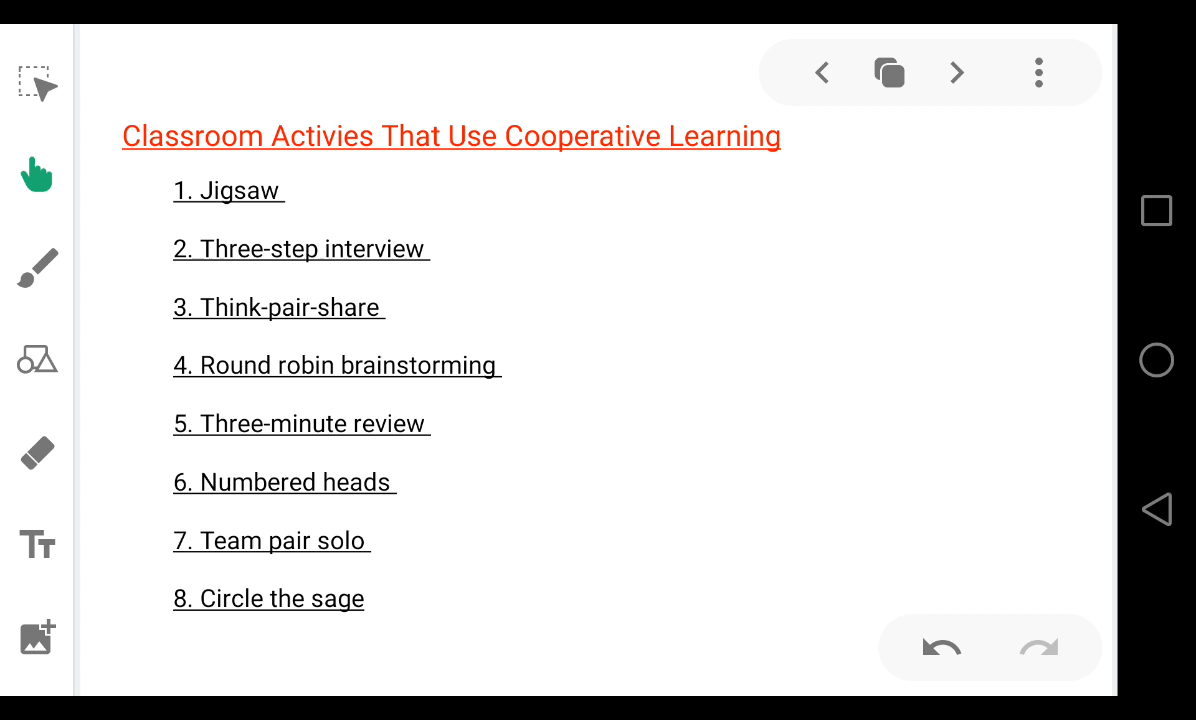 Classroom Activies That Use Cooperative Learning
1. Jigsaw
2. Three-step interview
3. Think-pair-share
4. Round robin brainstorming
5. Three-minute review
6. Numbered heads
7. Team pair solo
8. Circle the sage